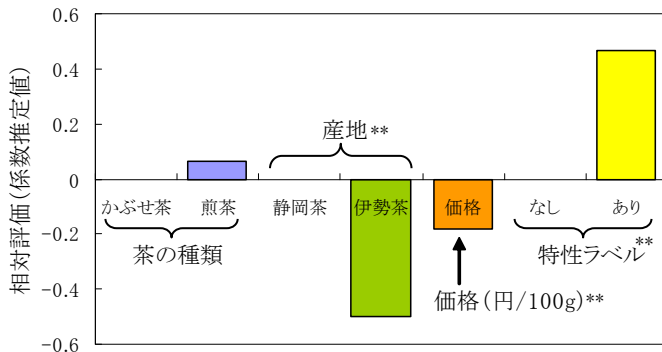 相対評価(係数推定値)
0.6
0.4
0.2
0
-0.2
-0.4
-0.6
産地**
かぶせ茶 煎茶 静岡茶 伊勢茶 価格 なし あり
茶の種類
特性ラベル**
価格(円/100g)**